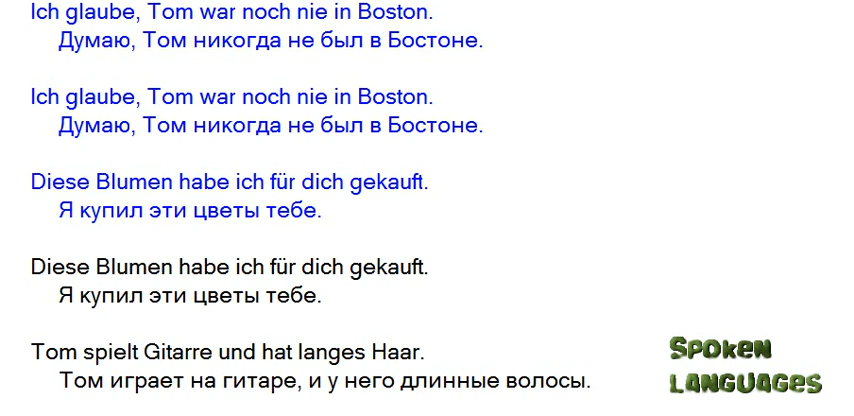 Ich glaube, Tom war noch nie in Boston.
Думаю, Том никогда не был в Бостоне.
Ich glaube, Tom war noch nie in Boston.
Думаю, Том никогда не был в Бостоне.
Diese Blumen habe ich für dich gekauft.
Я купил эти цветы тебе.
Diese Blumen habe ich für dich gekauft.
Я купил эти цветы тебе.
Tom spielt Gitarre und hat langes Haar.
Том играет на гитаре, и у него длинные волосы.
Spoken
Languages